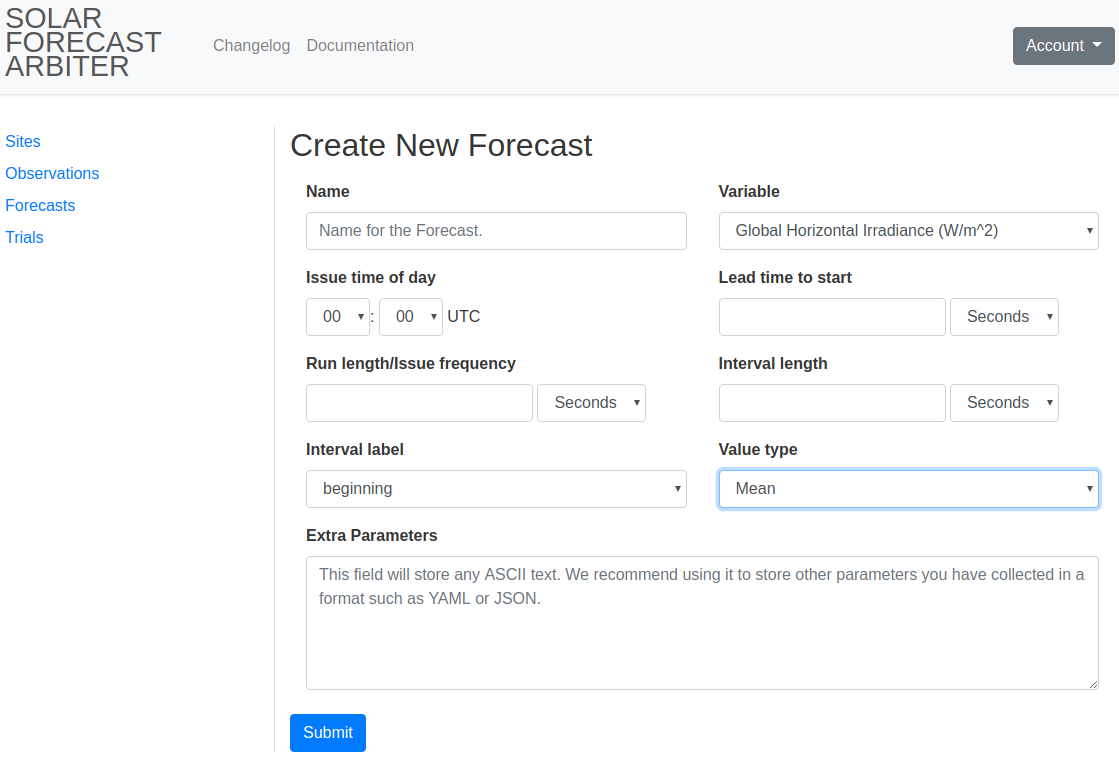 SOLAR
FORECAST
ARBITER
Changelog Documentation
Account
Sites
Observations
Forecasts
Trials
Create New Forecast
Name Variable
Name for the Forecast. Global Horizontal Irradiance (W/m^2)
Issue time of day Lead time to start
00 : 00 UTC Seconds
Run length/Issue frequency Interval length
Seconds Seconds
Interval label Value type
beginning Mean
Extra Parameters
This field will store any ASCII text. We recommend using it to store other parameters you have collected in a
format such as YAML or JSON.
Submit